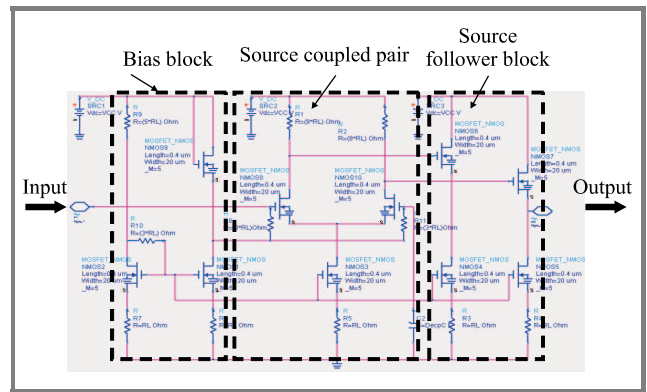 Bias block
Source coupled pair
Source
follower block
Input
Output
V_DC
SRC1
Vdc=VCC V
R
R9
R=(S*RL) Ohm
MOSFET_NMOS
NMOS9
Length=0.4 um
Width=20 um
_M=5
R
R10
R=(3*RL) Ohm
MOSFET_NMOS
NMOS2
Length=0.4 um
Width=20 um
_M=5
R
R7
R=RL Ohm
SRC2
Vdc=VCC V
R1
R=(S*RL) Ohm
R
R2
R=(8*RL) Ohm
MOSFET_NMOS
NMOS8
Length=0.4 um
Width=20 um
_M=5
MOSFET_NMOS
NMOS10
Length=0.4 um
Width=20 um
_M=5
MOSFET_NMOS
NMOS3
Length=0.4 um
Width=20 um
_M=5
R
R5
R=RL Ohm
Vdc=VCC V
MOSFET_NMOS
NMOS6
Length=0.4 um
Width=20 um
_M=5
MOSFET_NMOS
NMOS7
Length=0.4 um
Width=20 um
_M=5
MOSFET_NMOS
NMOS4
Length=0.4 um
Width=20 um
_M=5
MOSFET_NMOS
NMOS5
Length=0.4 um
Width=20 um
_M=5
R
R3
R=RL Ohm
R
R=RL Ohm